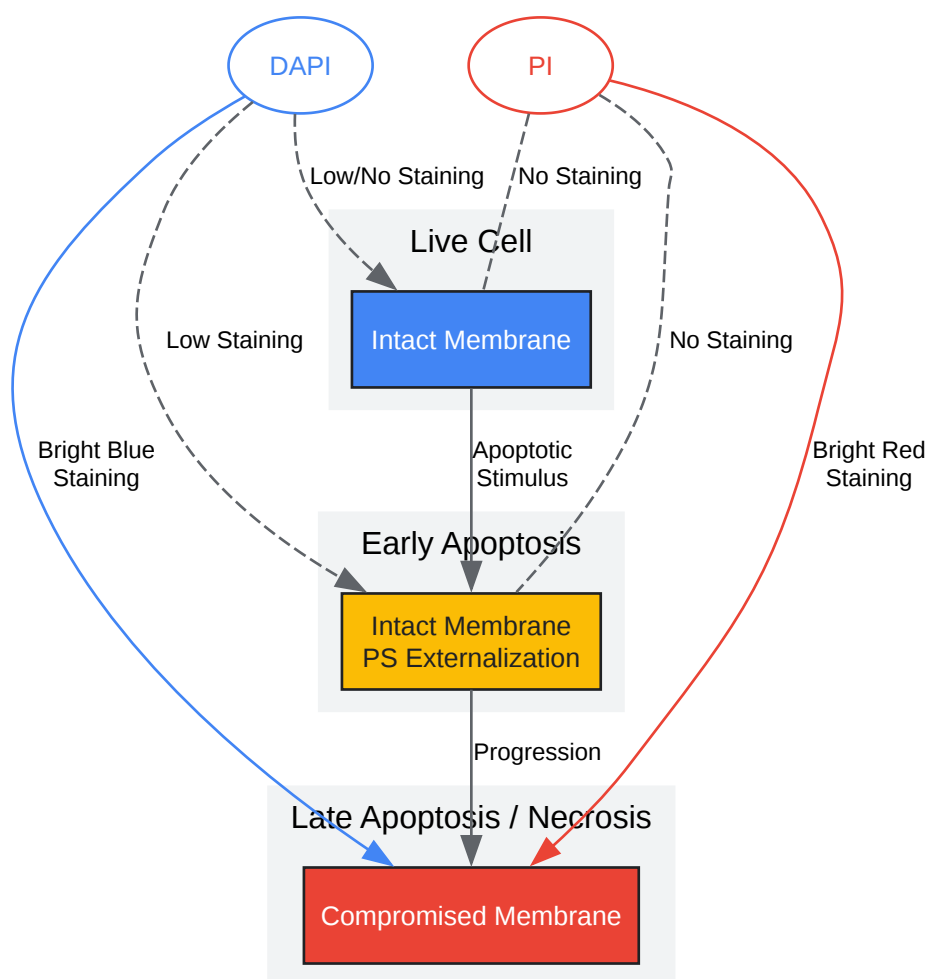 DAPI
PI
Low/No Staining
No Staining
Live Cell
Intact Membrane
Low Staining
No Staining
Bright Blue
Staining
Apoptotic
Stimulus
Bright Red
Staining
Early Apoptosis
Intact Membrane
PS Externalization
Progression
Late Apoptosis / Necrosis
Compromised Membrane